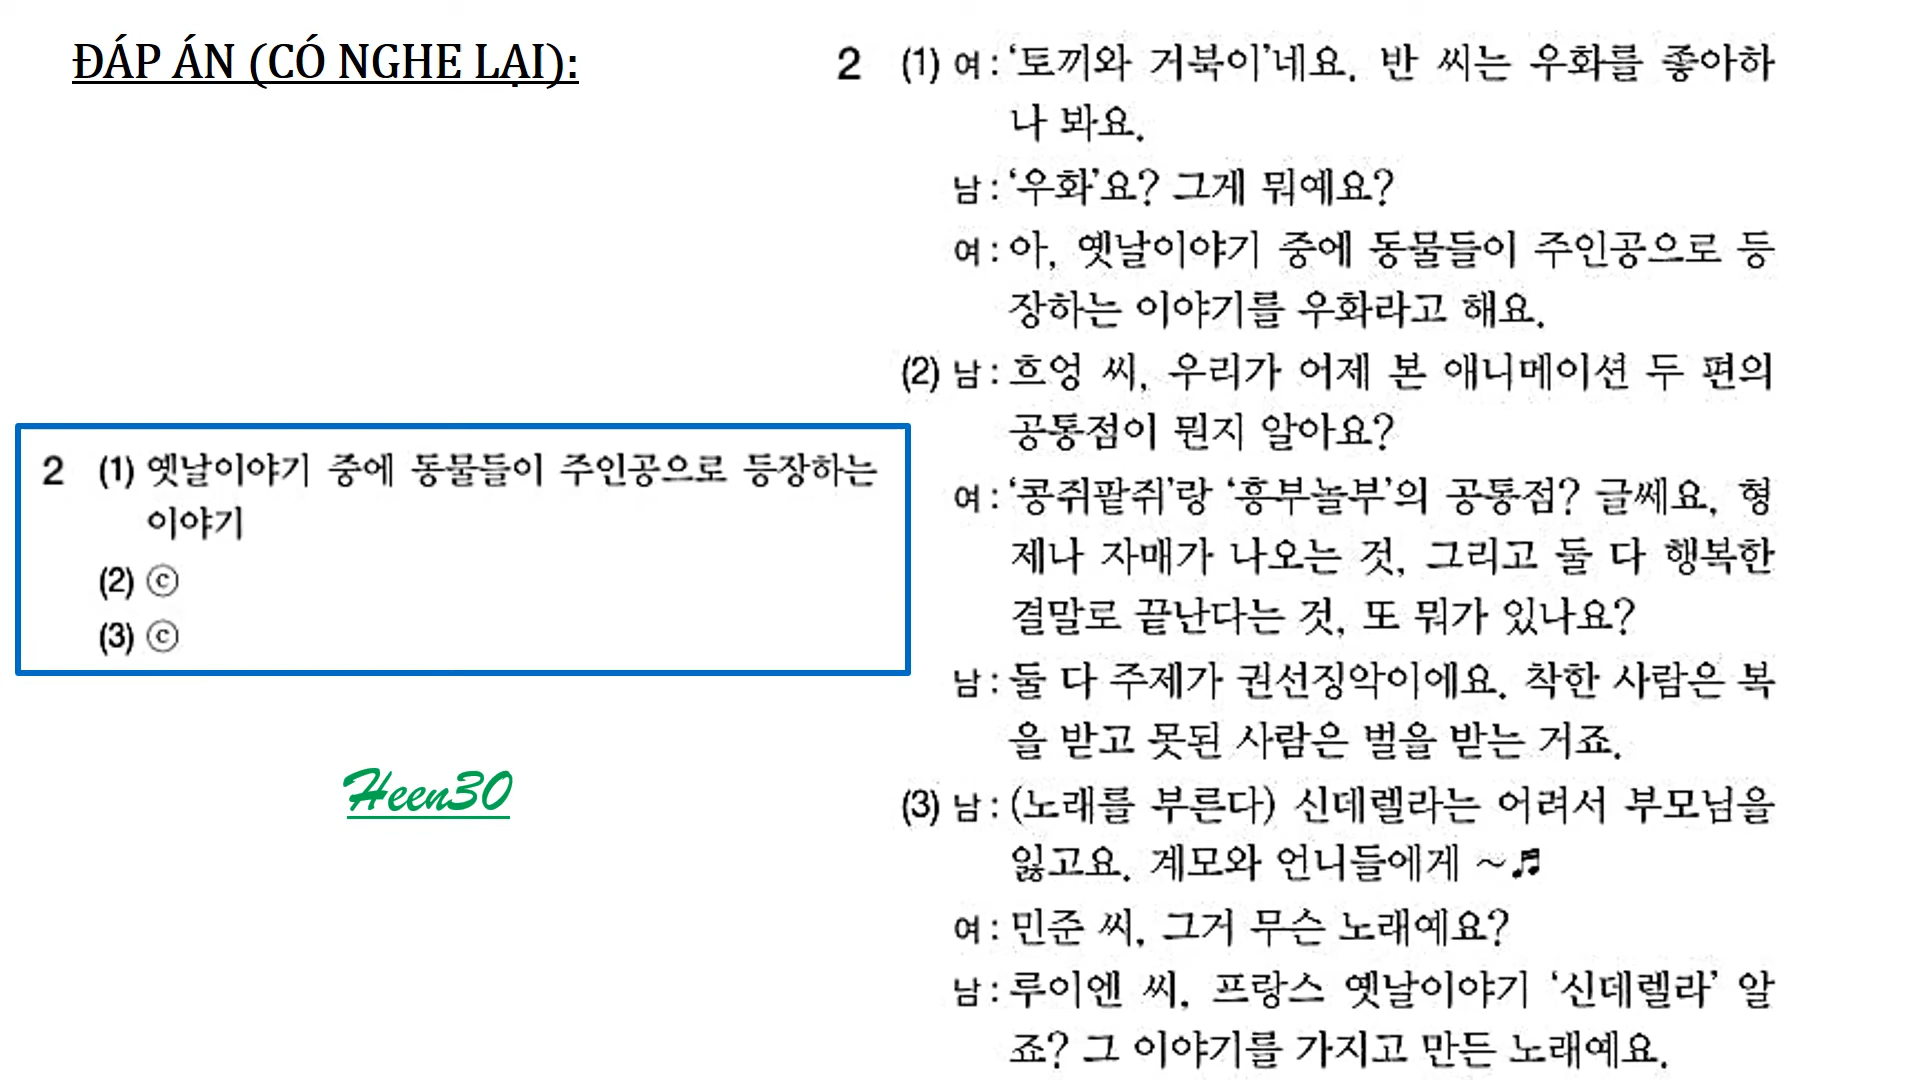 ĐÁP ÁN (CÓ NGHE LẠI):
2 (1) 옛날이야기 중에 동물들이 주인공으로 등장하는
이야기
(2) ⓒ
(3) ⓒ
Heen30
2 (1) 여 : ‘토끼와 거북이’네요. 반 씨는 우화를 좋아하
나 봐요.
남 : ‘우화’요? 그게 뭐예요?
여 : 아, 옛날이야기 중에 동물들이 주인공으로 등
장하는 이야기를 우화라고 해요.
(2) 남 : 흐엉 씨, 우리가 어제 본 애니메이션 두 편의
공통점이 뭔지 알아요?
여 : ‘콩쥐팥쥐’랑 ‘흥부놀부’의 공통점? 글쎄요, 형
제나 자매가 나오는 것, 그리고 둘 다 행복한
결말로 끝난다는 것, 또 뭐가 있나요?
남 : 둘 다 주제가 권선징악이에요. 착한 사람은 복
을 받고 못된 사람은 벌을 받는 거죠.
(3) 남 : (노래를 부른다) 신데렐라는 어려서 부모님을
잃고요. 계모와 언니들에게 ~♬
여 : 민준 씨, 그거 무슨 노래예요?
남 : 루이엔 씨, 프랑스 옛날이야기 ‘신데렐라’ 알
죠? 그 이야기를 가지고 만든 노래예요.